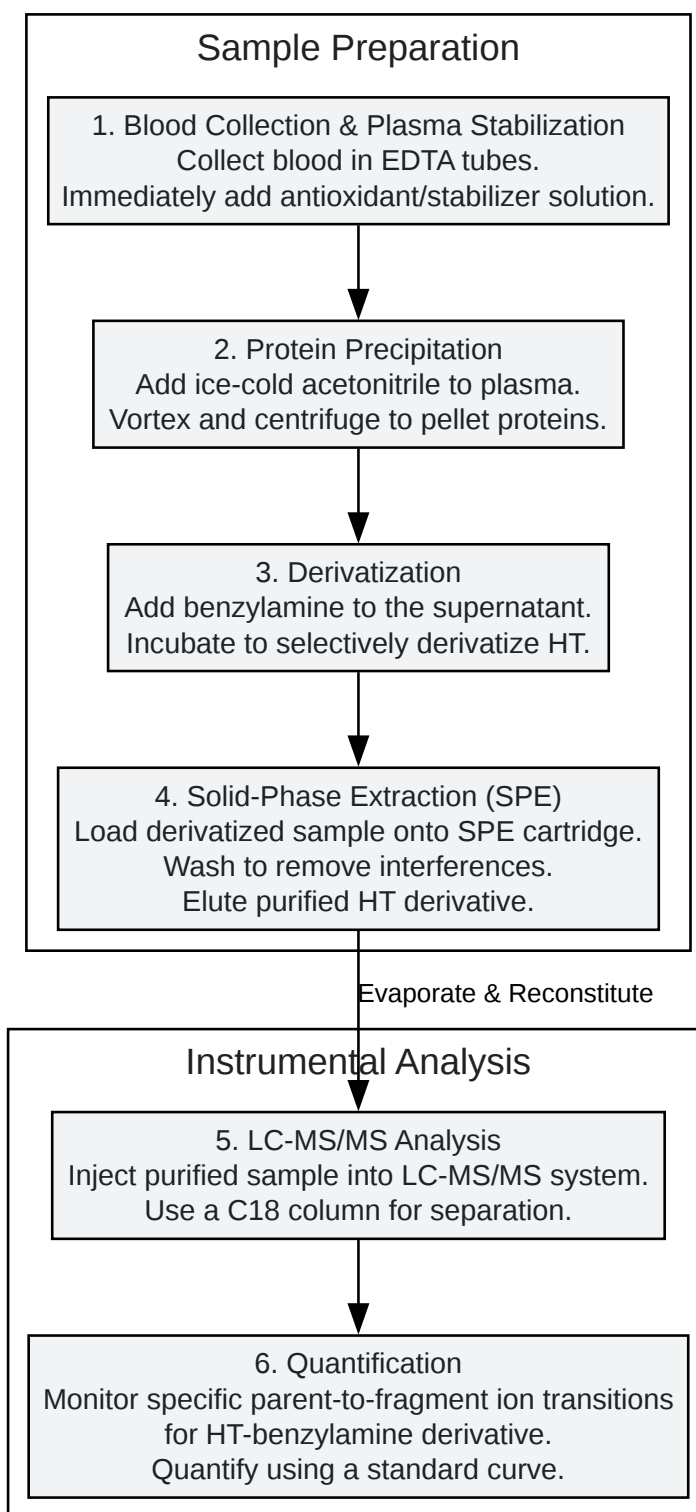 Sample Preparation
1. Blood Collection & Plasma Stabilization
Collect blood in EDTA tubes.
Immediately add antioxidant/stabilizer solution.
2. Protein Precipitation
Add ice-cold acetonitrile to plasma.
Vortex and centrifuge to pellet proteins.
3. Derivatization
Add benzylamine to the supernatant.
Incubate to selectively derivatize HT.
4. Solid-Phase Extraction (SPE)
Load derivatized sample onto SPE cartridge.
Wash to remove interferences.
Elute purified HT derivative.
Evaporate & Reconstitute
Instrumental Analysis
5. LC-MS/MS Analysis
Inject purified sample into LC-MS/MS system.
Use a C18 column for separation.
6. Quantification
Monitor specific parent-to-fragment ion transitions
for HT-benzylamine derivative.
Quantify using a standard curve.